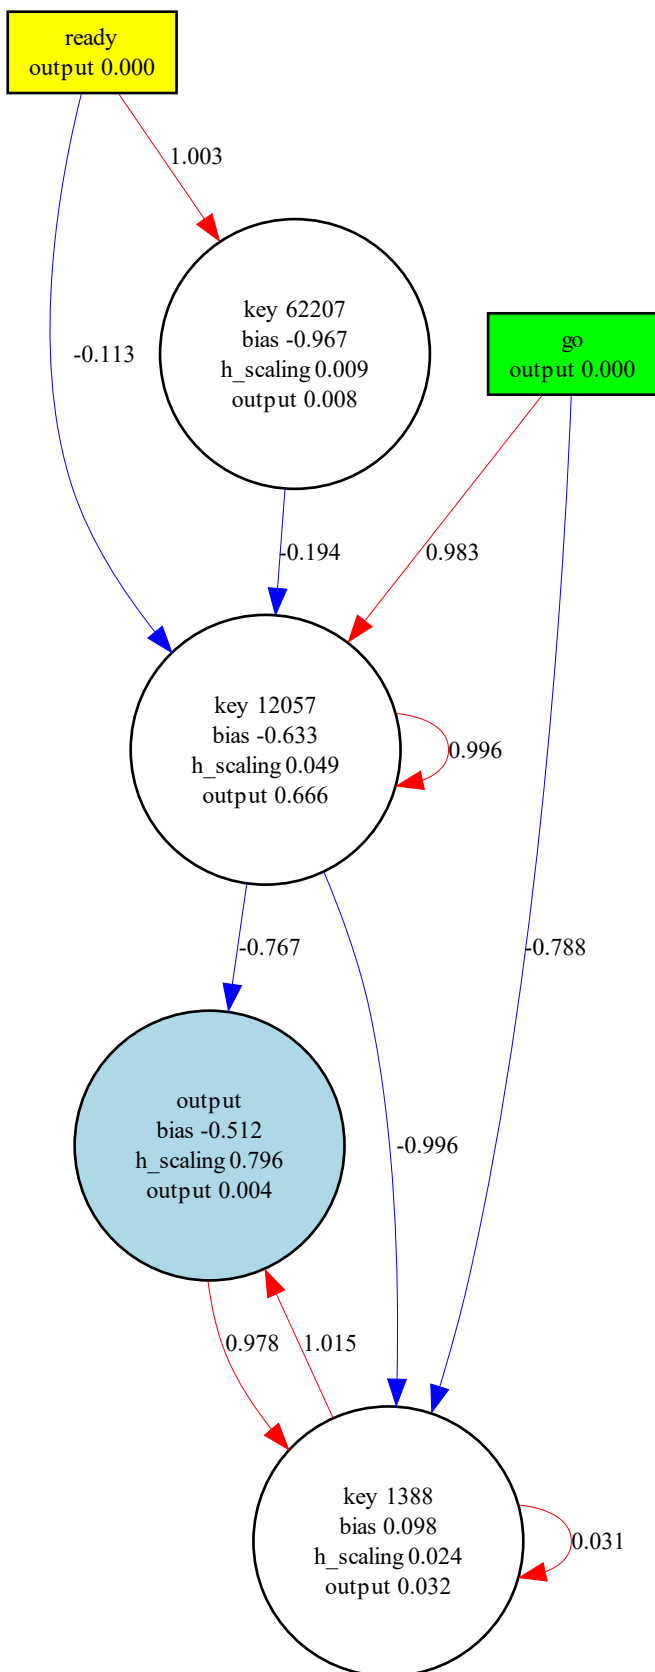 ready
output 0.000
1.003
key 62207
bias -0.967
h_scaling 0.009
output 0.008
go
output 0.000
-0.113
-0.194
0.983
key 12057
bias -0.633
h_scaling 0.049
output 0.666
0.996
-0.767
-0.788
output
bias -0.512
h_scaling 0.796
output 0.004
-0.996
0.978
1.015
key 1388
bias 0.098
h_scaling 0.024
output 0.032
0.031